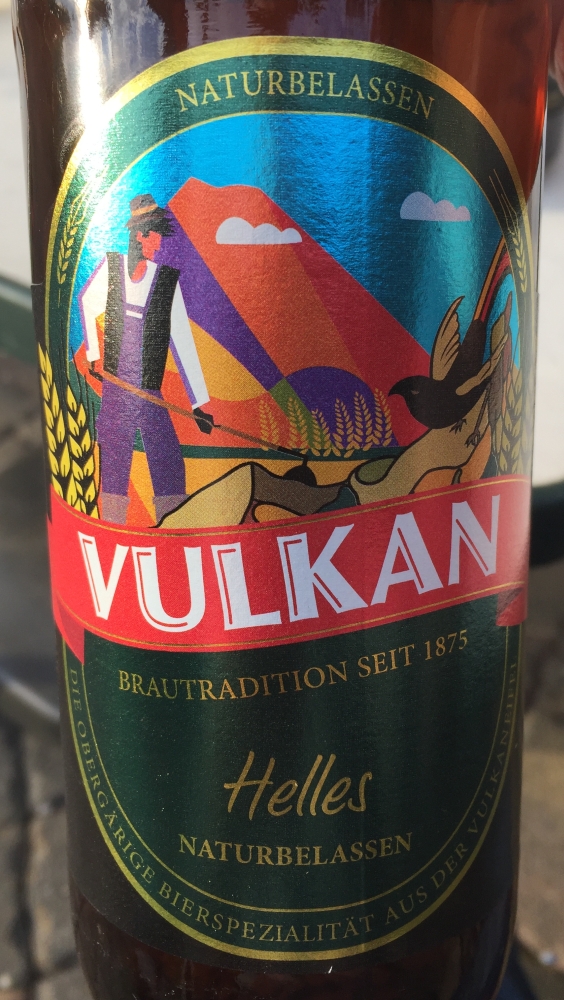 NATURBELASSEN
VULKAN
BRAUTRADITION SEIT 1875
Helles
NATURBELASSEN
DIE OBERGÄRIGE BIERSPEZIALITÄT AUS DER VULKANEIFEL